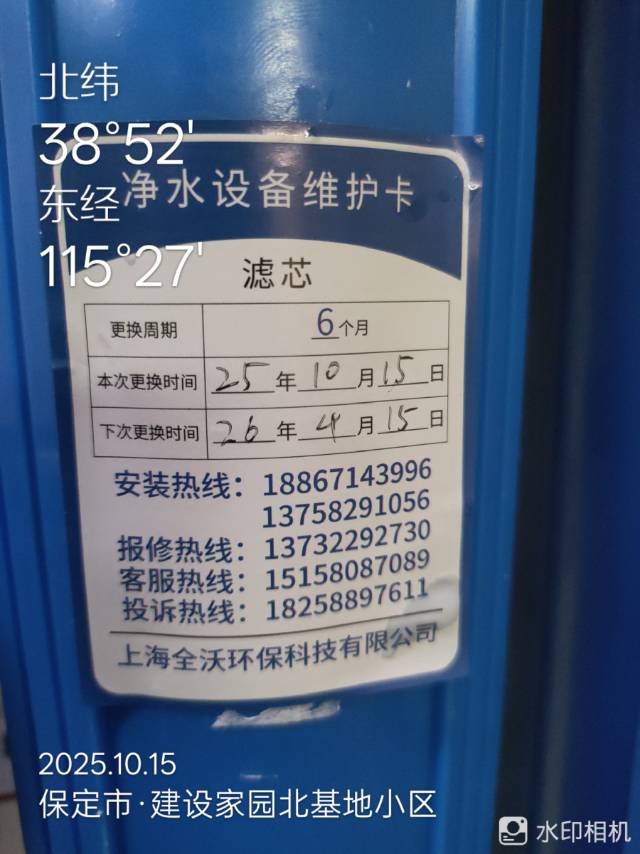 北纬
38°52'
东经
115°27'
净水设备维护卡
滤芯
更换周期 6个月
本次更换时间 25年10月15日
下次更换时间 26年4月15日
安装热线：18867143996
13758291056
报修热线：13732292730
客服热线：15158087089
投诉热线：18258897611
上海全沃环保科技有限公司
2025.10.15
保定市·建设家园北基地小区
水印相机